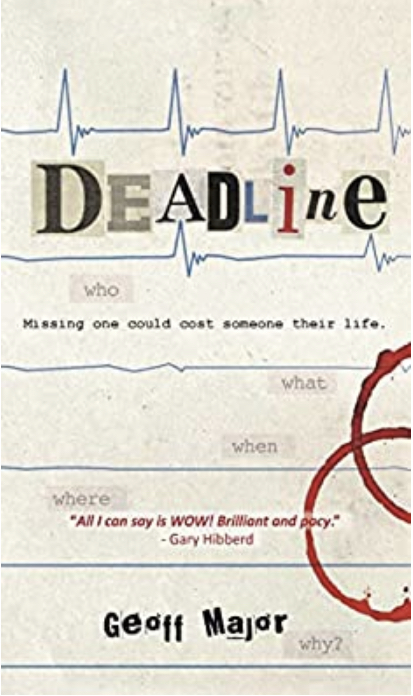 DEADLine
who
Missing one could cost someone their life.
what
when
where
"All I can say is WOW! Brilliant and pacy."
- Gary Hibberd
Geoff Major
why?